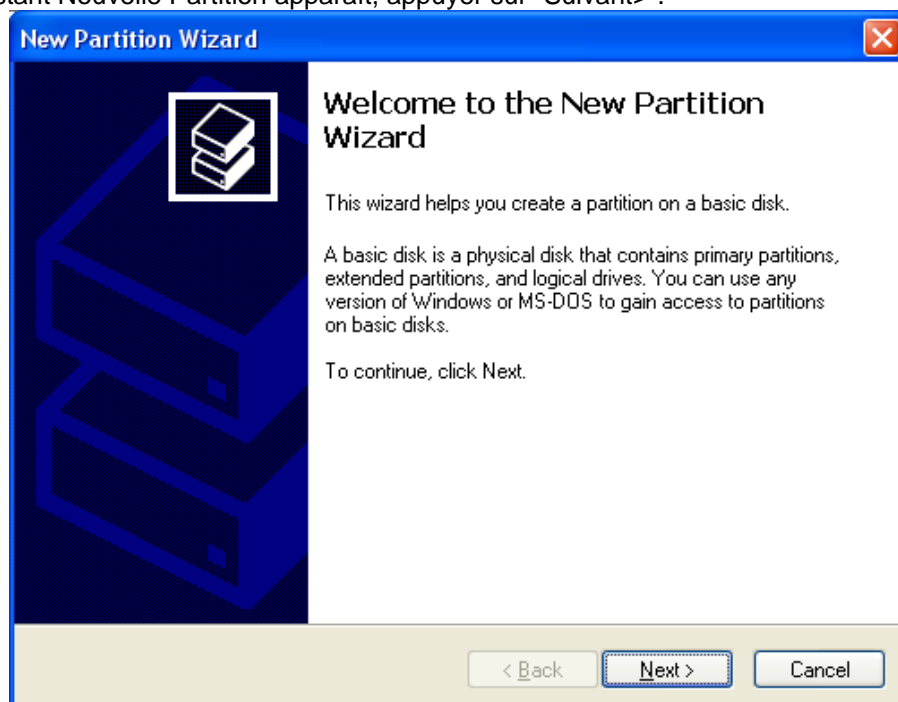 stant Nouvelle Partition apparaît, appuyer sur "Suivant>".
New Partition Wizard
Welcome to the New Partition
Wizard
This wizard helps you create a partition on a basic disk.
A basic disk is a physical disk that contains primary partitions,
extended partitions, and logical drives. You can use any
version of Windows or MS-DOS to gain access to partitions
on basic disks.
To continue, click Next.
< Back Next > Cancel